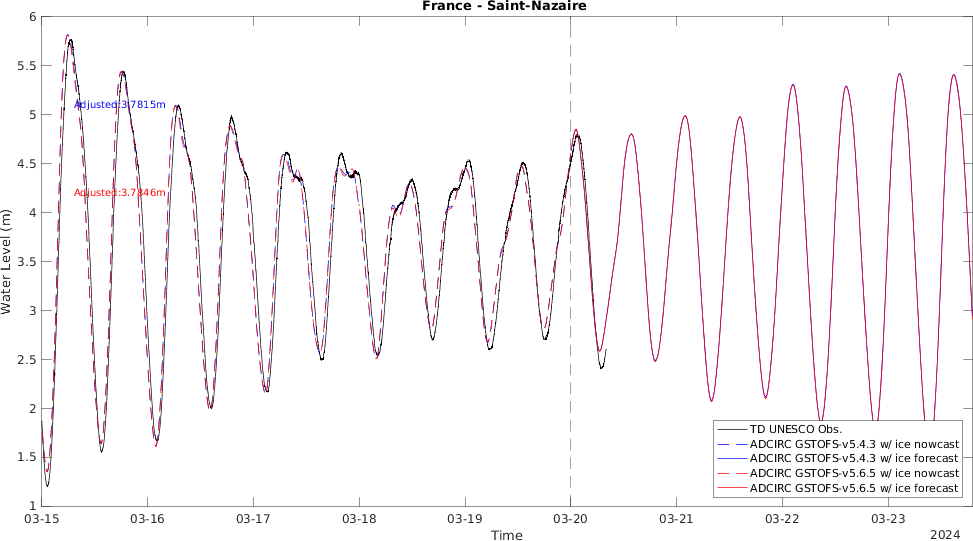 France - Saint-Nazaire
6
5.5
5
4.5
4
3.5
3
2.5
2
1.5
1
Water Level (m)
Adjusted:3.7815m
Adjusted:3.7846m
TD UNESCO Obs.
ADCIRC GSTOFS-v5.4.3 w/ ice nowcast
ADCIRC GSTOFS-v5.4.3 w/ ice forecast
ADCIRC GSTOFS-v5.6.5 w/ ice nowcast
ADCIRC GSTOFS-v5.6.5 w/ ice forecast
03-15 03-16 03-17 03-18 03-19 03-20 03-21 03-22 03-23
Time
2024